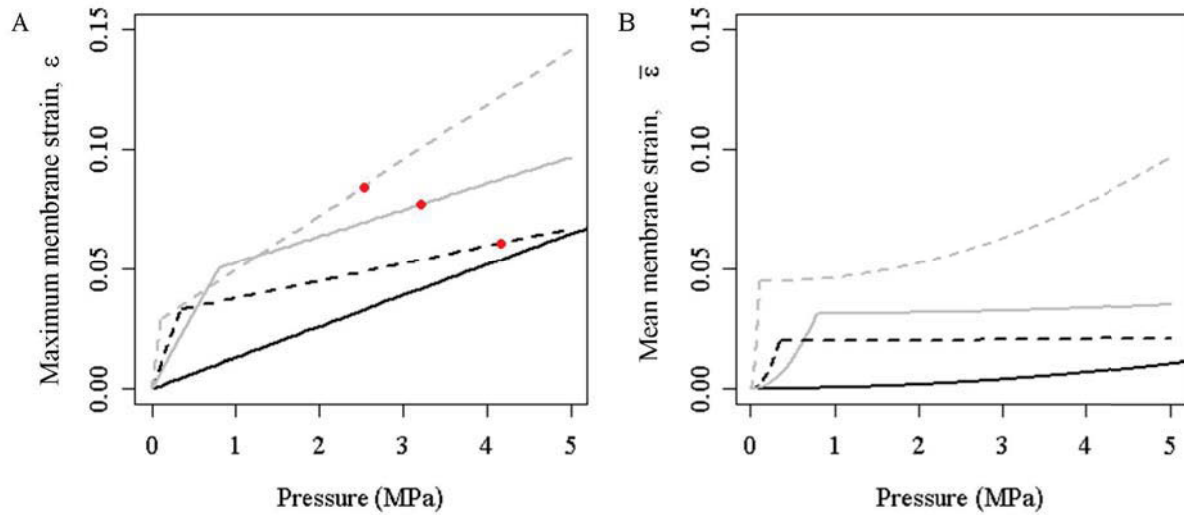 A
Maximum membrane strain, ε
0.15
0.10
0.05
0.00
0 1 2 3 4 5
Pressure (MPa)
B
Mean membrane strain, ε̅
0.15
0.10
0.05
0.00
0 1 2 3 4 5
Pressure (MPa)